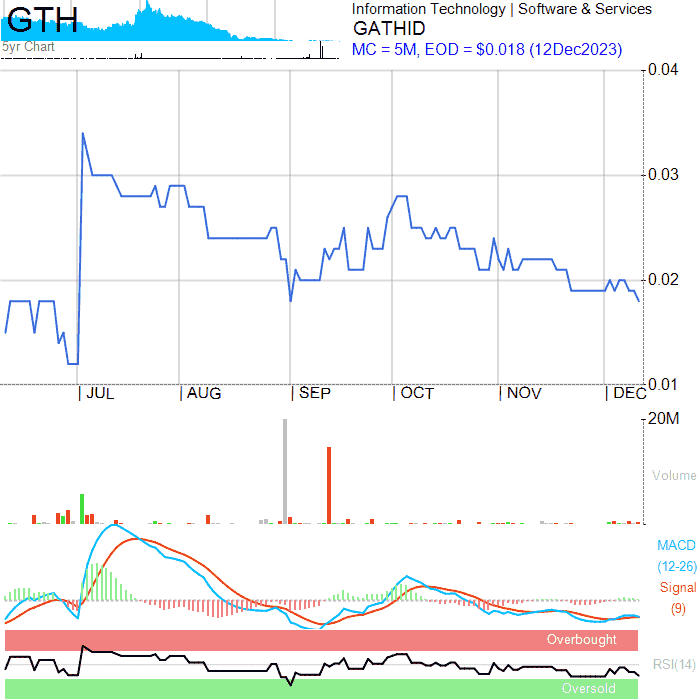 GTH
5yr Chart
Information Technology | Software & Services
GATHID
MC = 5M, EOD = $0.018 (12Dec2023)
0.04
0.03
0.02
0.01
| JUL | AUG | SEP | OCT | NOV | DEC
20M
Volume
MACD
(12-26)
Signal
(9)
Overbought
RSI(14)
Oversold